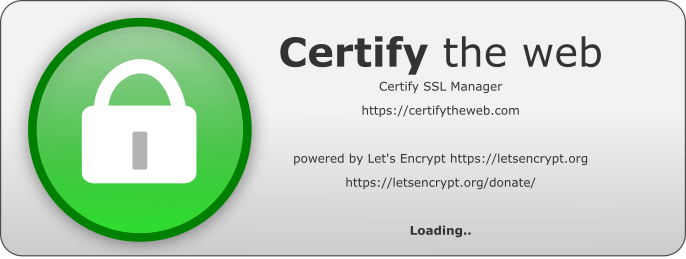 Certify the web
Certify SSL Manager
https://certifytheweb.com
powered by Let's Encrypt https://letsencrypt.org
https://letsencrypt.org/donate/
Loading..